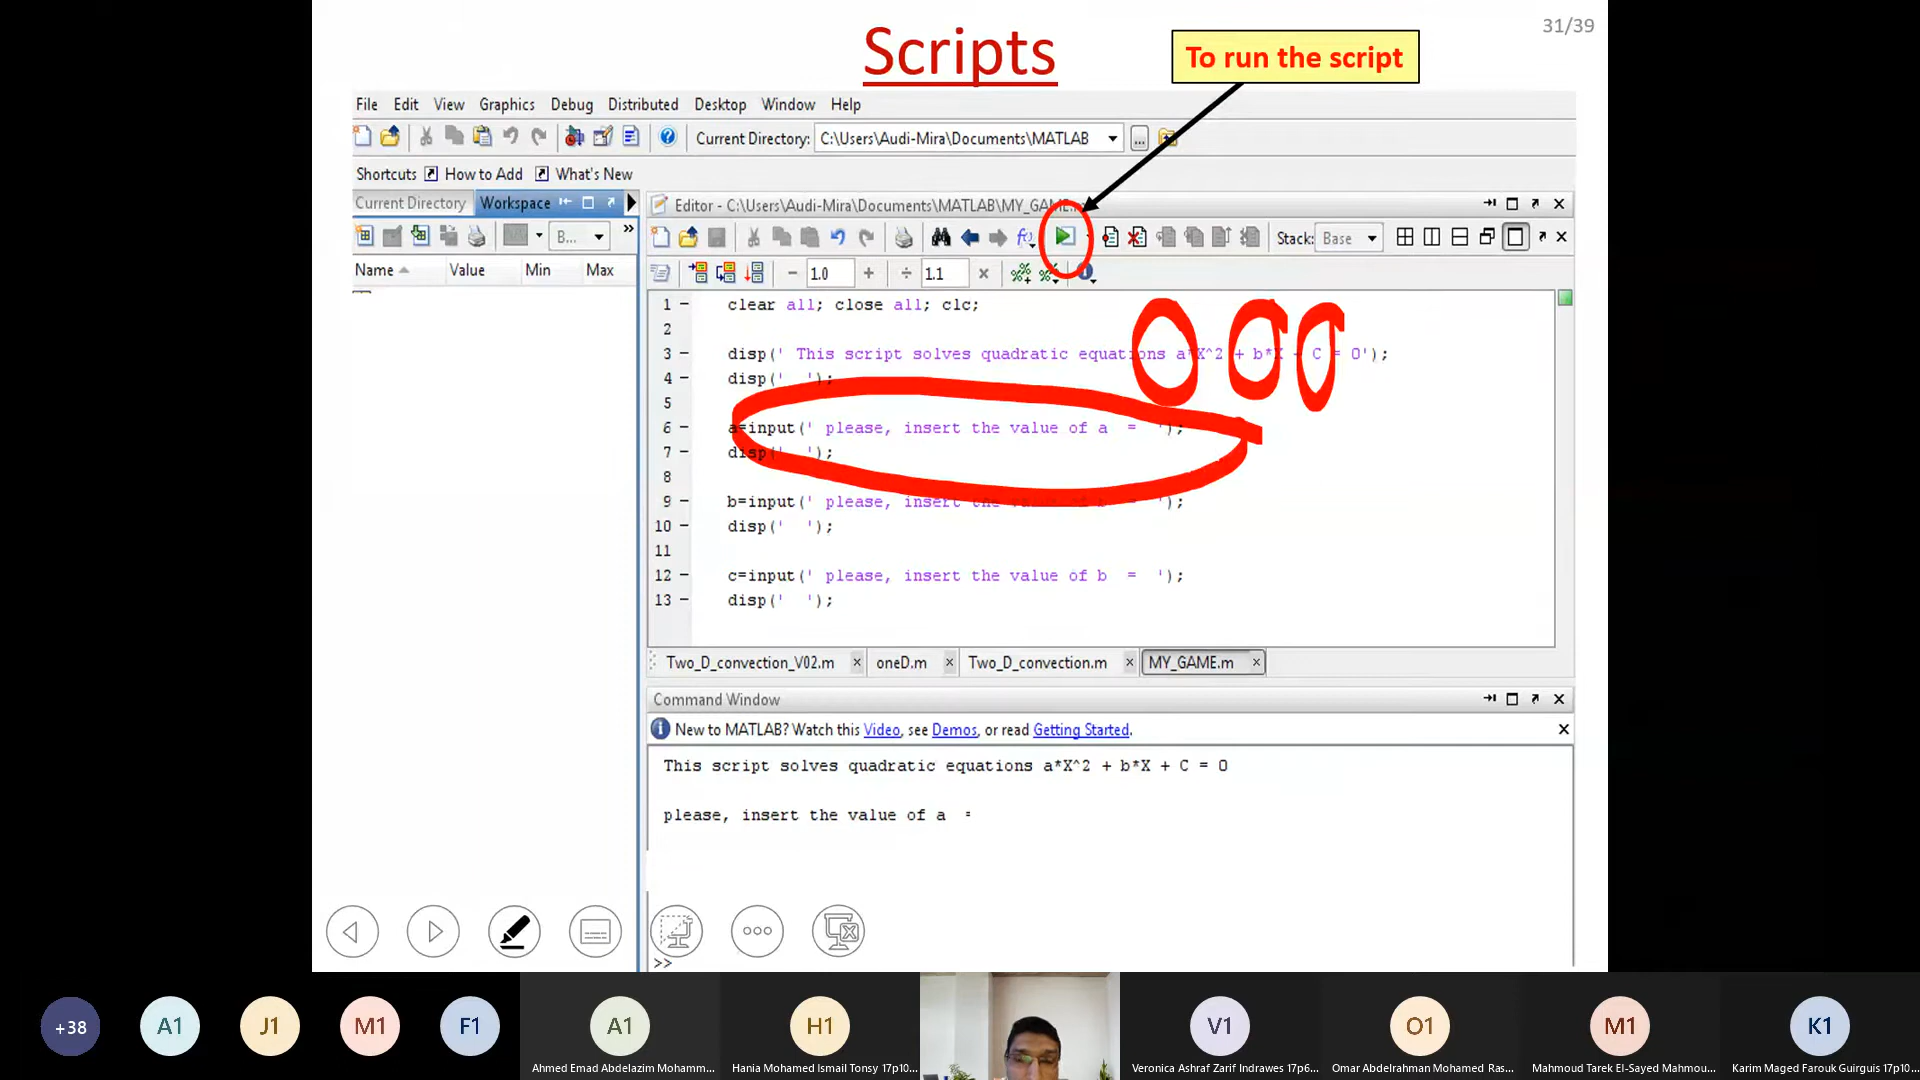 31/39
Scripts
To run the script
File Edit View Graphics Debug Distributed Desktop Window Help
Current Directory: C:\Users\Audi-Mira\Documents\MATLAB ...
Shortcuts How to Add What's New
Current Directory Workspace
Editor - C:\Users\Audi-Mira\Documents\MATLAB\MY_GAME.m
B...
Stack: Base
Name Value Min Max
1.0
1.1
1 clear all; close all; clc;
2
3 disp(' This script solves quadratic equations a*X^2 + b*X + C = 0');
4 disp('  ');
5
6 a=input(' please, insert the value of a  =  ');
7 disp('  ');
8
9 b=input(' please, insert the value of b  =  ');
10 disp('  ');
11
12 c=input(' please, insert the value of b  =  ');
13 disp('  ');
Two_D_convection_V02.m oneD.m Two_D_convection.m MY_GAME.m
Command Window
New to MATLAB? Watch this Video, see Demos, or read Getting Started.
This script solves quadratic equations a*X^2 + b*X + C = 0
please, insert the value of a  =
>>
+38 A1 J1 M1 F1 A1 H1 V1 O1 M1 K1
Ahmed Emad Abdelazim Mohamm...
Hania Mohamed Ismail Tonsy 17p10...
Veronica Ashraf Zarif Indrawes 17p6...
Omar Abdelrahman Mohamed Ras...
Mahmoud Tarek El-Sayed Mahmou...
Karim Maged Farouk Guirguis 17p10...